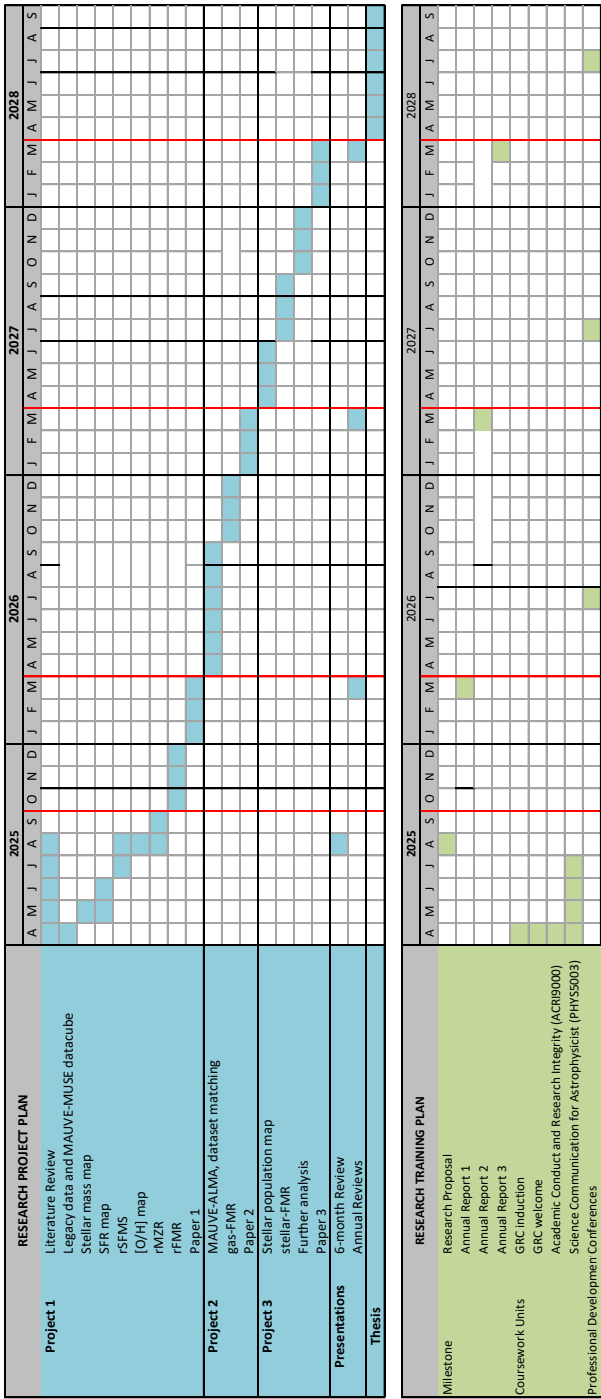 RESEARCH PROJECT PLAN 2025 2026 2027 2028
A M J J A S O N D J F M A M J J A S O N D J F M A M J J A S O N D J F M A M J J A S
Project 1 Literature Review
Legacy data and MAUVE-MUSE datacube
Stellar mass map
SFR map
rSFMS
[O/H] map
rMZR
rFMR
Paper 1
Project 2 MAUVE-ALMA, dataset matching
gas-FMR
Paper 2
Project 3 Stellar population map
stellar-FMR
Further analysis
Paper 3
Presentations 6-month Review
Annual Reviews
Thesis
RESEARCH TRAINING PLAN 2025 2026 2027 2028
A M J J A S O N D J F M A M J J A S O N D J F M A M J J A S O N D J F M A M J J A S
Milestone Research Proposal
Annual Report 1
Annual Report 2
Annual Report 3
Coursework Units GRC induction
GRC welcome
Academic Conduct and Research Integrity (ACRI9000)
Science Communication for Astrophysicist (PHYS5003)
Professional Development Conferences